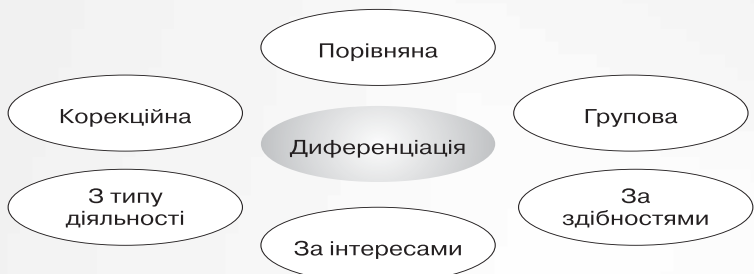 Порівняна
Корекційна
Групова
Диференціація
З типу
діяльності
За
здібностями
За інтересами